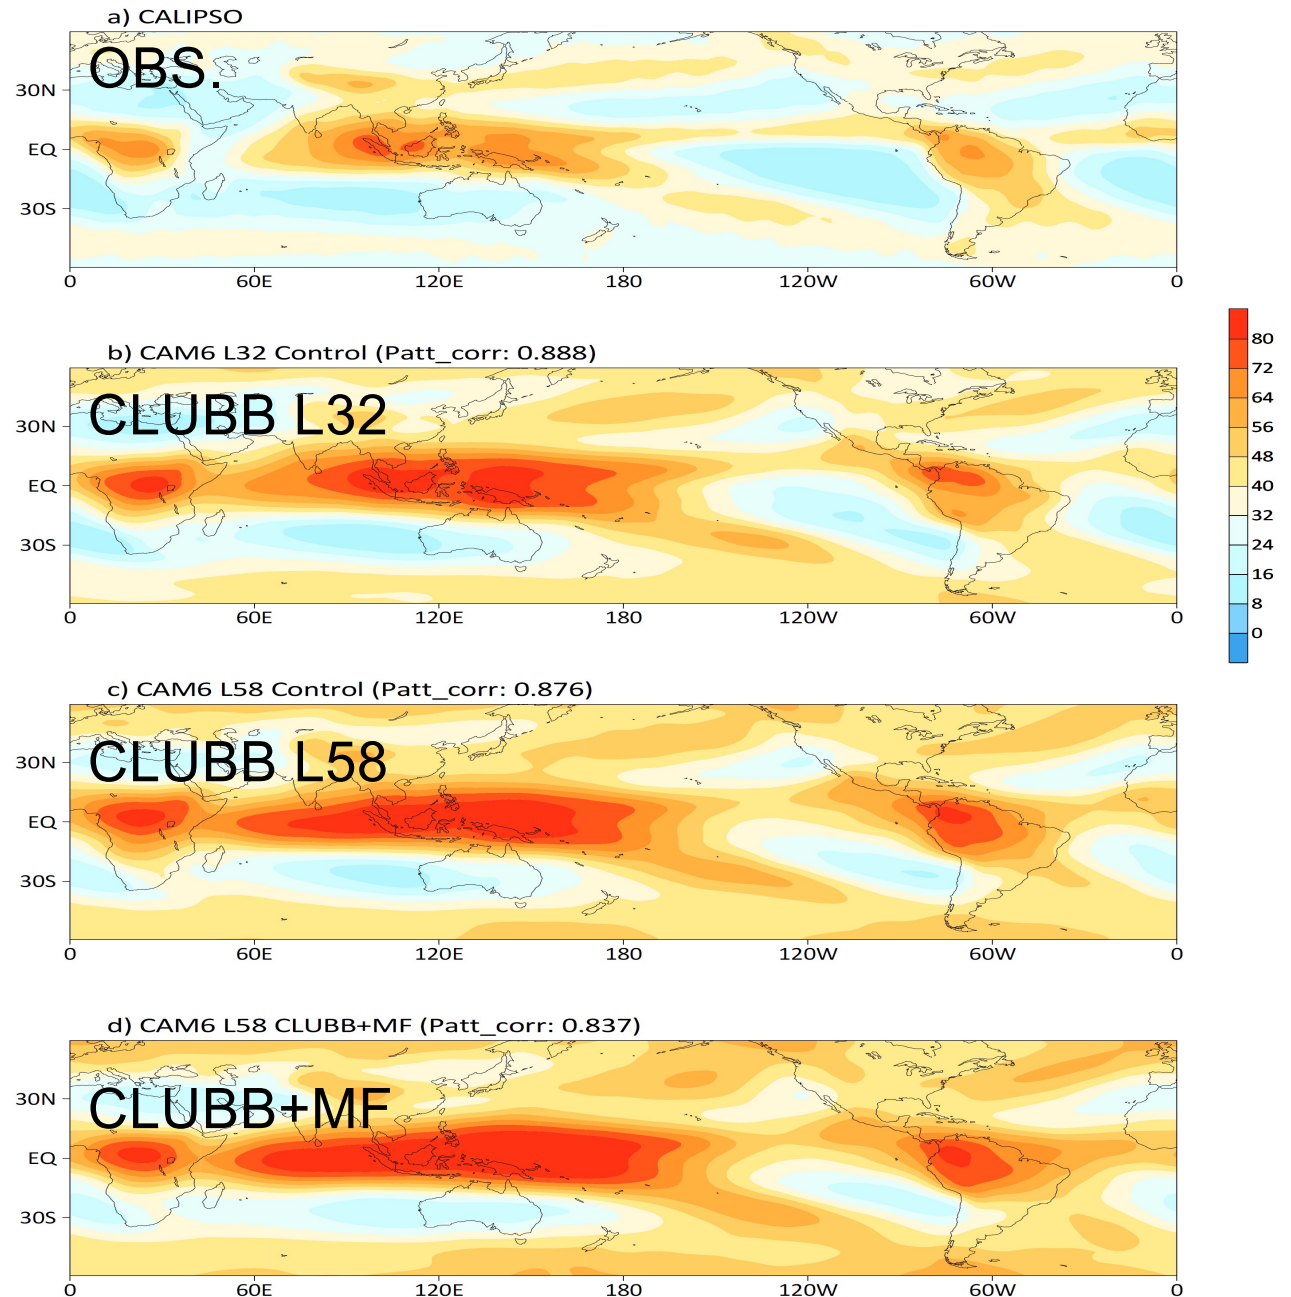 a) CALIPSO
OBS.
30N
EQ
30S
0 60E 120E 180 120W 60W 0
b) CAM6 L32 Control (Patt_corr: 0.888)
CLUBB L32
30N
EQ
30S
0 60E 120E 180 120W 60W 0
80
72
64
56
48
40
32
24
16
8
0
c) CAM6 L58 Control (Patt_corr: 0.876)
CLUBB L58
30N
EQ
30S
0 60E 120E 180 120W 60W 0
d) CAM6 L58 CLUBB+MF (Patt_corr: 0.837)
CLUBB+MF
30N
EQ
30S
0 60E 120E 180 120W 60W 0